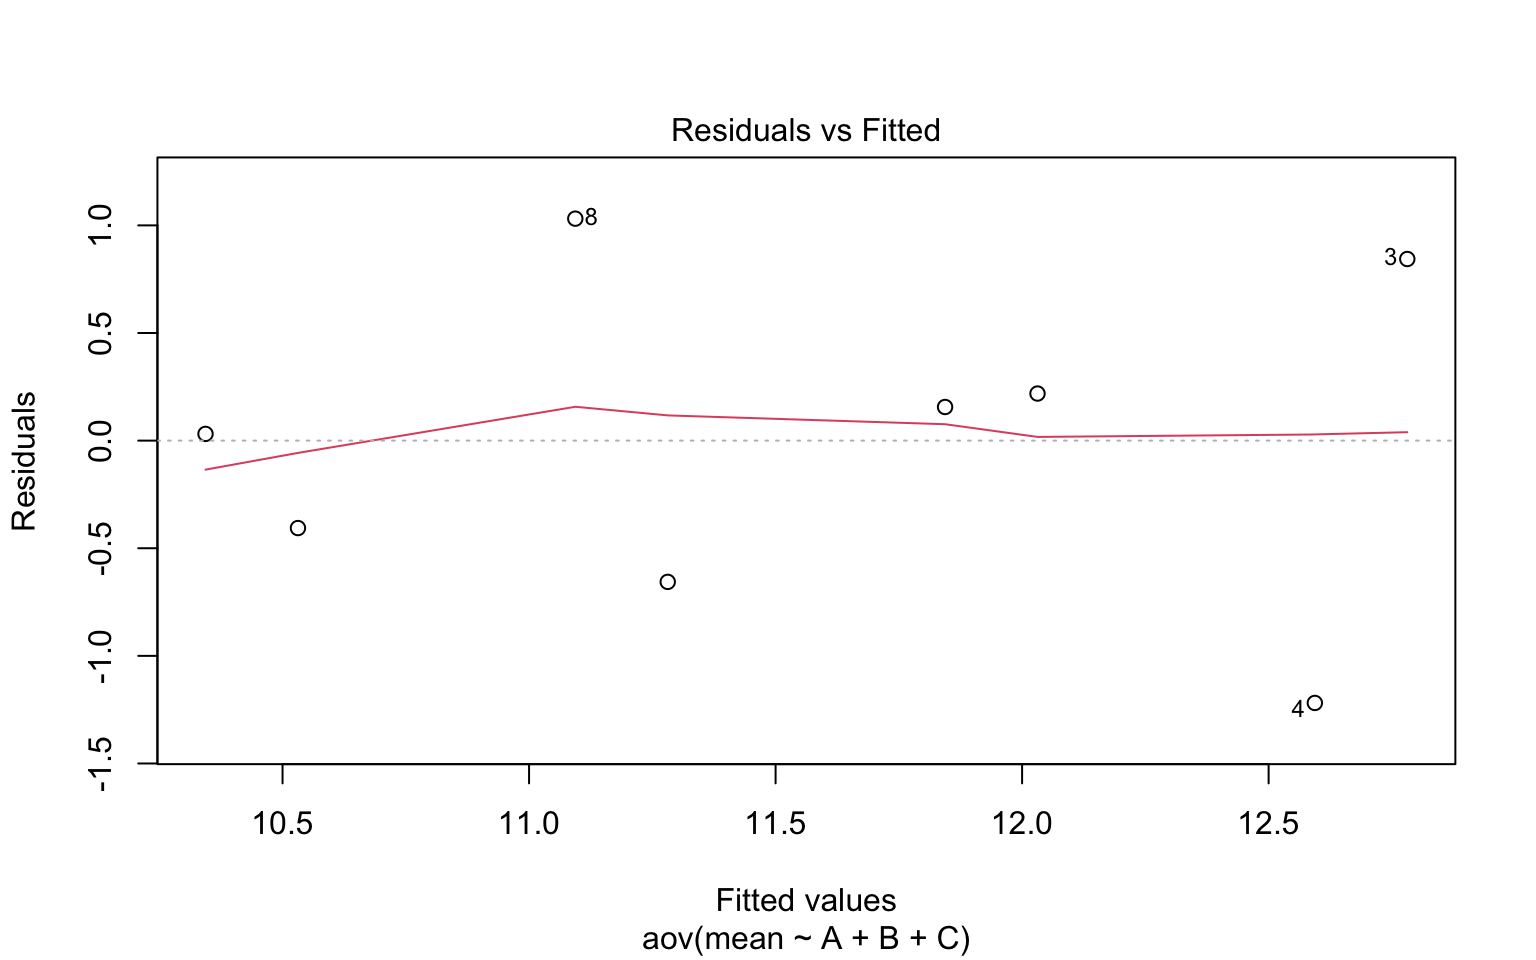 Residuals vs Fitted
Residuals
1.0
0.5
0.0
-0.5
-1.0
-1.5
8
3
4
10.5 11.0 11.5 12.0 12.5
Fitted values
aov(mean ~ A + B + C)